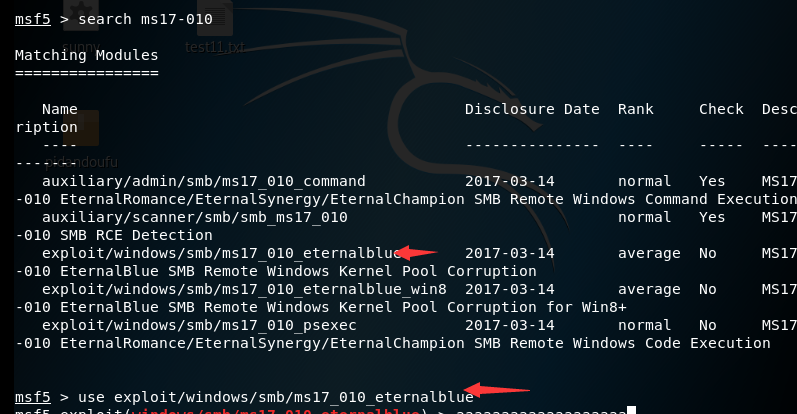 msf5 > search ms17-010
sunny test11.txt
Matching Modules
================
Name Disclosure Date Rank Check Desc
ription
---- --------------- ---- ----- ----
-------
pidandoufu
auxiliary/admin/smb/ms17_010_command 2017-03-14 normal Yes MS17
-010 EternalRomance/EternalSynergy/EternalChampion SMB Remote Windows Command Execution
auxiliary/scanner/smb/smb_ms17_010 normal Yes MS17
-010 SMB RCE Detection
exploit/windows/smb/ms17_010_eternalblue 2017-03-14 average No MS17
-010 EternalBlue SMB Remote Windows Kernel Pool Corruption
exploit/windows/smb/ms17_010_eternalblue_win8 2017-03-14 average No MS17
-010 EternalBlue SMB Remote Windows Kernel Pool Corruption for Win8+
exploit/windows/smb/ms17_010_psexec 2017-03-14 normal No MS17
-010 EternalRomance/EternalSynergy/EternalChampion SMB Remote Windows Code Execution
msf5 > use exploit/windows/smb/ms17_010_eternalblue
msf5 exploit(windows/smb/ms17_010_eternalblue) >